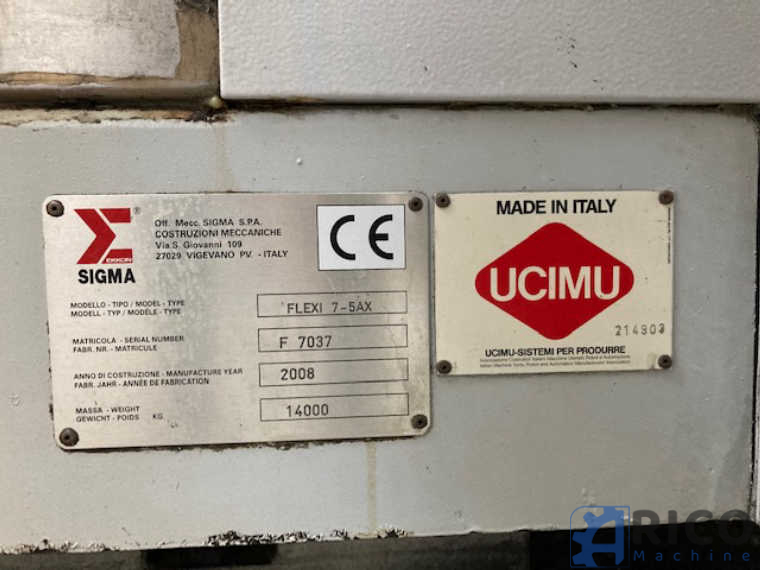 EKKON
SIGMA
®
Off. Mecc. SIGMA S.P.A.
COSTRUZIONI MECCANICHE
Via S. Giovanni 109
27029 VIGEVANO PV. - ITALY
CE
MODELLO - TIPO / MODEL - TYPE
MODELL - TYP / MODÈLE - TYPE
FLEXI 7-5AX
MATRICOLA - SERIAL NUMBER
FABR. NR. - MATRICULE
F 7037
ANNO DI COSTRUZIONE - MANUFACTURE YEAR
FABR. JAHR - ANNÉE DE FABRICATION
2008
MASSA - WEIGHT
GEWICHT - POIDS KG.
14000
MADE IN ITALY
UCIMU
214903
UCIMU-SISTEMI PER PRODURRE
ARICO
Machine